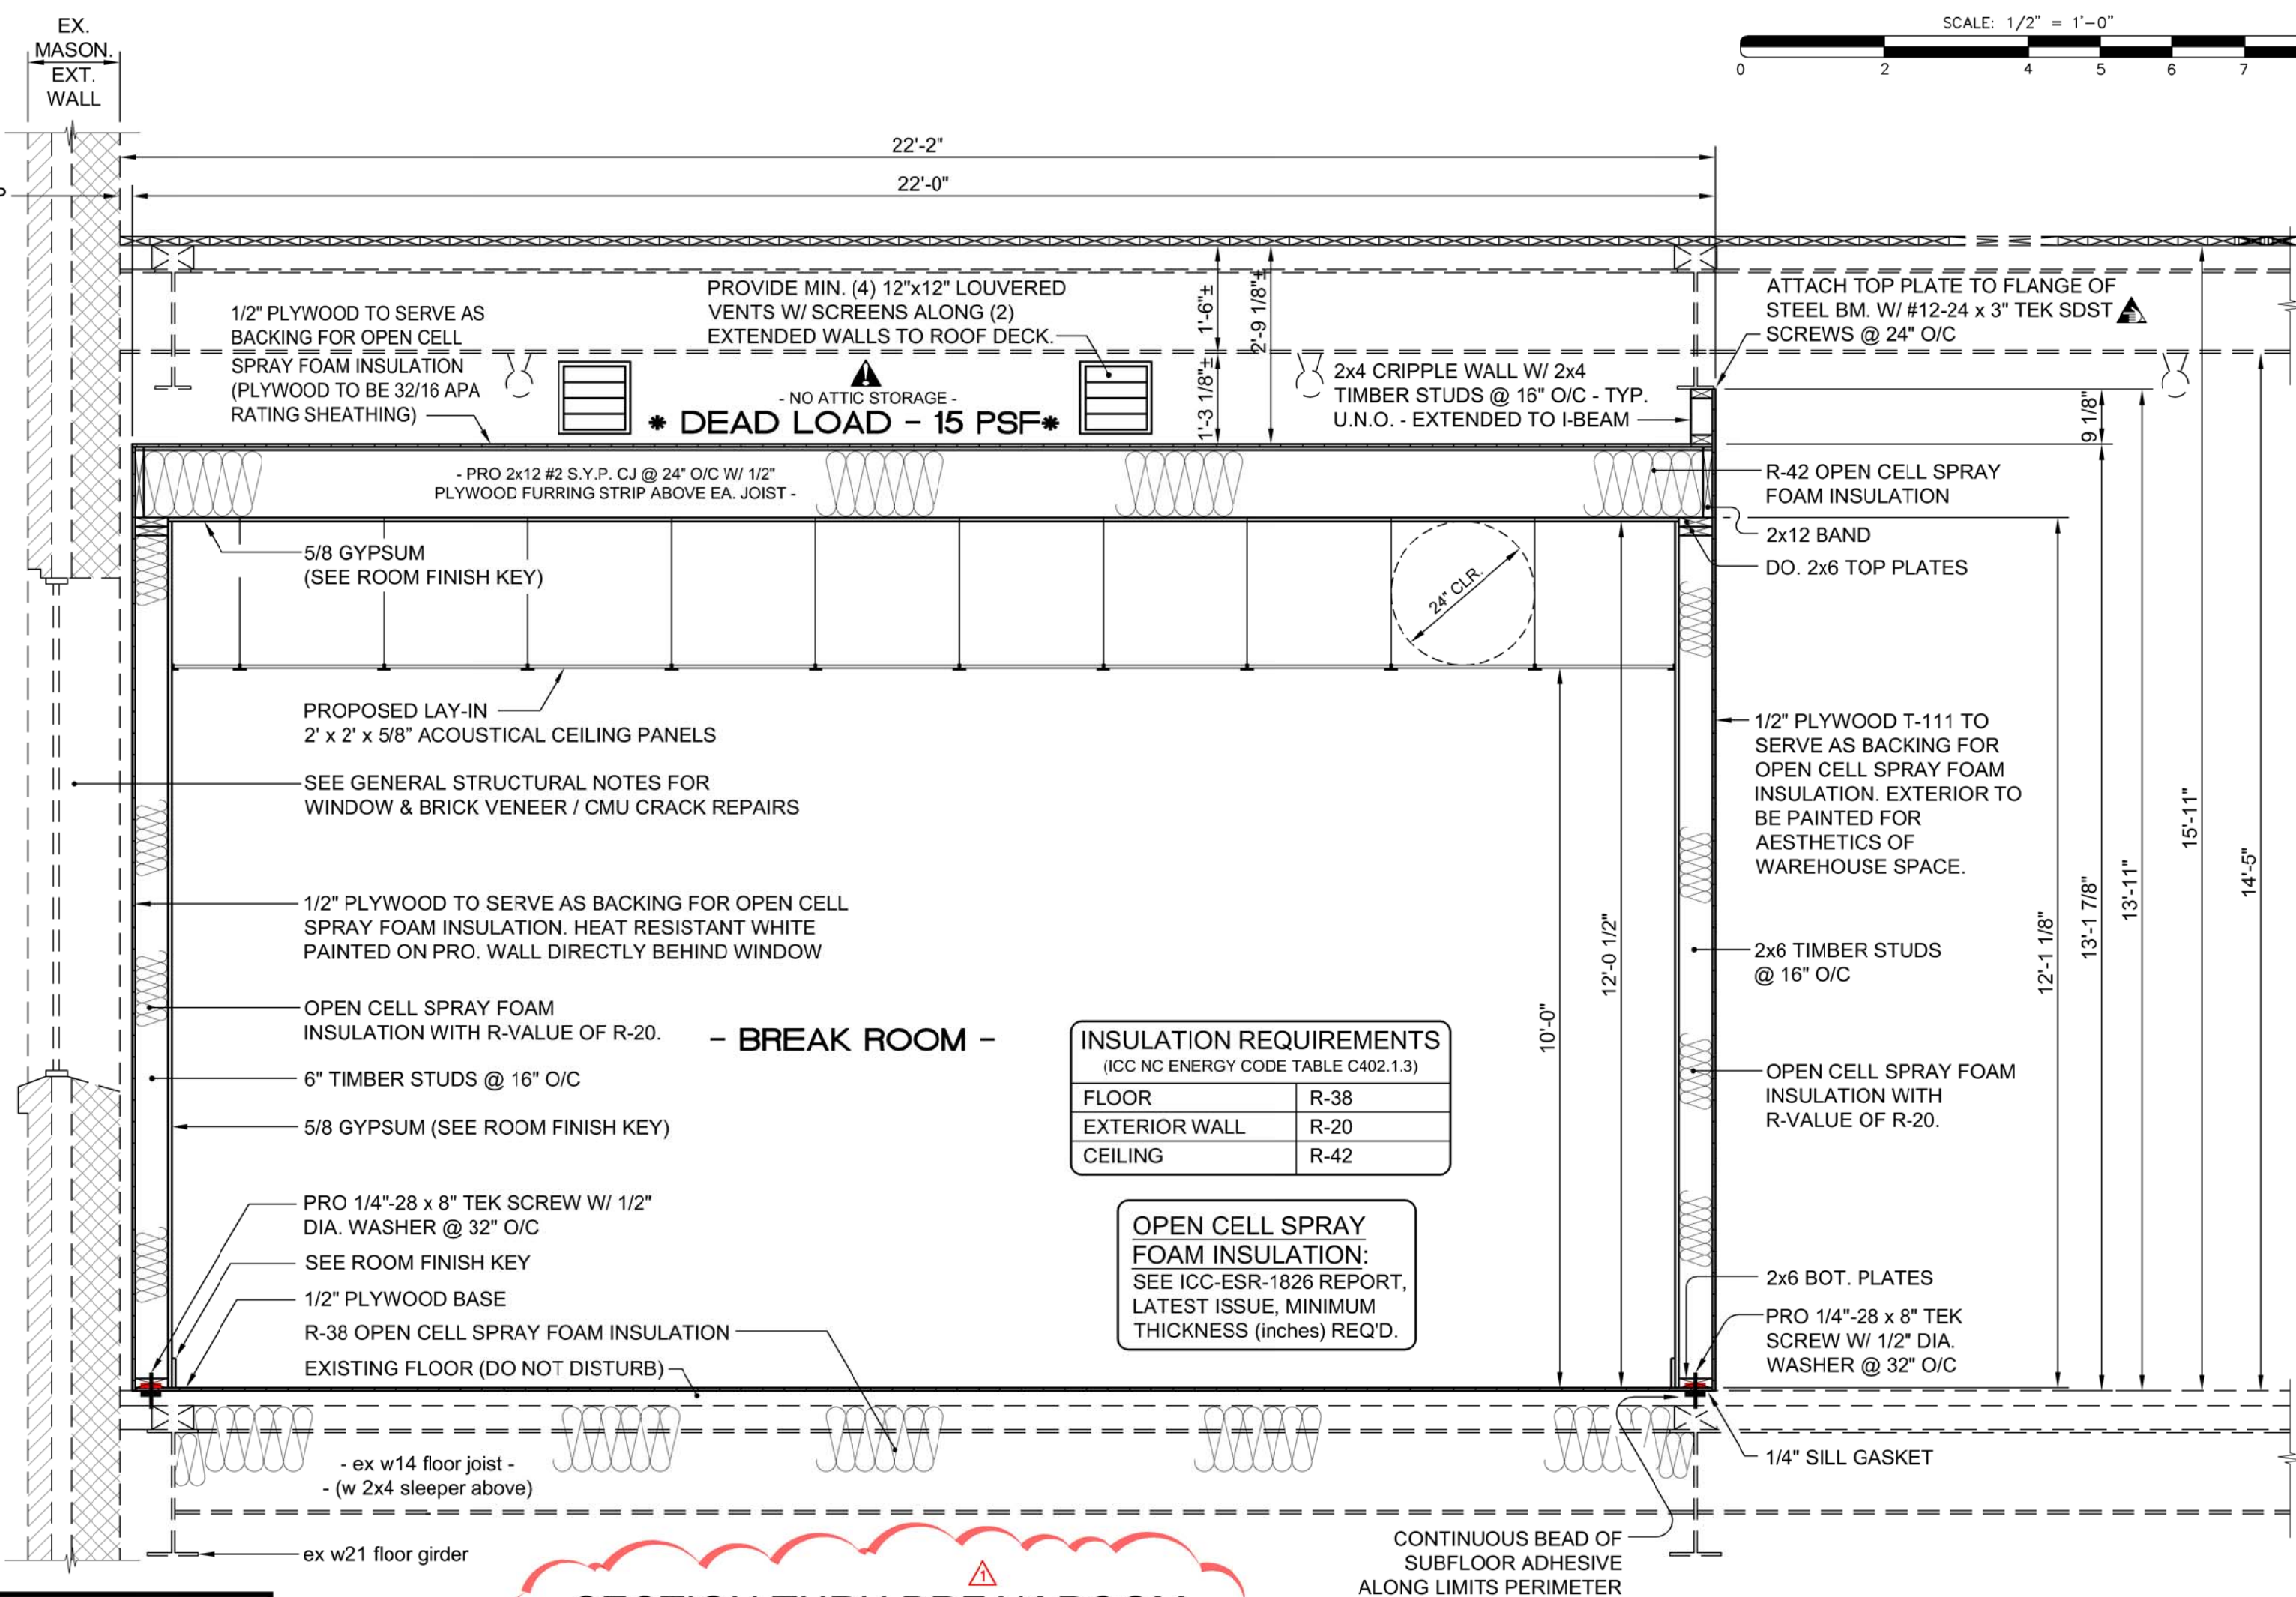 EX.
MASON.
EXT.
WALL
SCALE: 1/2" = 1'-0"
0 2 4 5 6 7
22'-2"
22'-0"
1/2" PLYWOOD TO SERVE AS
BACKING FOR OPEN CELL
SPRAY FOAM INSULATION
(PLYWOOD TO BE 32/16 APA
RATING SHEATHING)
PROVIDE MIN. (4) 12"x12" LOUVERED
VENTS W/ SCREENS ALONG (2)
EXTENDED WALLS TO ROOF DECK.
- NO ATTIC STORAGE -
* DEAD LOAD - 15 PSF*
1'-6"±
2'-9 1/8"±
1'-3 1/8"±
ATTACH TOP PLATE TO FLANGE OF
STEEL BM. W/ #12-24 x 3" TEK SDST
SCREWS @ 24" O/C
2x4 CRIPPLE WALL W/ 2x4
TIMBER STUDS @ 16" O/C - TYP.
U.N.O. - EXTENDED TO I-BEAM
9 1/8"
- PRO 2x12 #2 S.Y.P. CJ @ 24" O/C W/ 1/2"
PLYWOOD FURRING STRIP ABOVE EA. JOIST -
R-42 OPEN CELL SPRAY
FOAM INSULATION
2x12 BAND
DO. 2x6 TOP PLATES
5/8 GYPSUM
(SEE ROOM FINISH KEY)
24" CLR.
PROPOSED LAY-IN
2' x 2' x 5/8" ACOUSTICAL CEILING PANELS
SEE GENERAL STRUCTURAL NOTES FOR
WINDOW & BRICK VENEER / CMU CRACK REPAIRS
1/2" PLYWOOD T-111 TO
SERVE AS BACKING FOR
OPEN CELL SPRAY FOAM
INSULATION. EXTERIOR TO
BE PAINTED FOR
AESTHETICS OF
WAREHOUSE SPACE.
1/2" PLYWOOD TO SERVE AS BACKING FOR OPEN CELL
SPRAY FOAM INSULATION. HEAT RESISTANT WHITE
PAINTED ON PRO. WALL DIRECTLY BEHIND WINDOW
2x6 TIMBER STUDS
@ 16" O/C
10'-0"
12'-0 1/2"
12'-1 1/8"
13'-1 7/8"
13'-11"
15'-11"
14'-5"
OPEN CELL SPRAY FOAM
INSULATION WITH R-VALUE OF R-20.
- BREAK ROOM -
INSULATION REQUIREMENTS
(ICC NC ENERGY CODE TABLE C402.1.3)
FLOOR R-38
EXTERIOR WALL R-20
CEILING R-42
6" TIMBER STUDS @ 16" O/C
5/8 GYPSUM (SEE ROOM FINISH KEY)
OPEN CELL SPRAY FOAM
INSULATION WITH
R-VALUE OF R-20.
PRO 1/4"-28 x 8" TEK SCREW W/ 1/2"
DIA. WASHER @ 32" O/C
SEE ROOM FINISH KEY
1/2" PLYWOOD BASE
R-38 OPEN CELL SPRAY FOAM INSULATION
EXISTING FLOOR (DO NOT DISTURB)
OPEN CELL SPRAY
FOAM INSULATION:
SEE ICC-ESR-1826 REPORT,
LATEST ISSUE, MINIMUM
THICKNESS (inches) REQ'D.
2x6 BOT. PLATES
PRO 1/4"-28 x 8" TEK
SCREW W/ 1/2" DIA.
WASHER @ 32" O/C
- ex w14 floor joist -
- (w 2x4 sleeper above)
1/4" SILL GASKET
ex w21 floor girder
CONTINUOUS BEAD OF
SUBFLOOR ADHESIVE
ALONG LIMITS PERIMETER
1
SECTION THRU BREAK ROOM